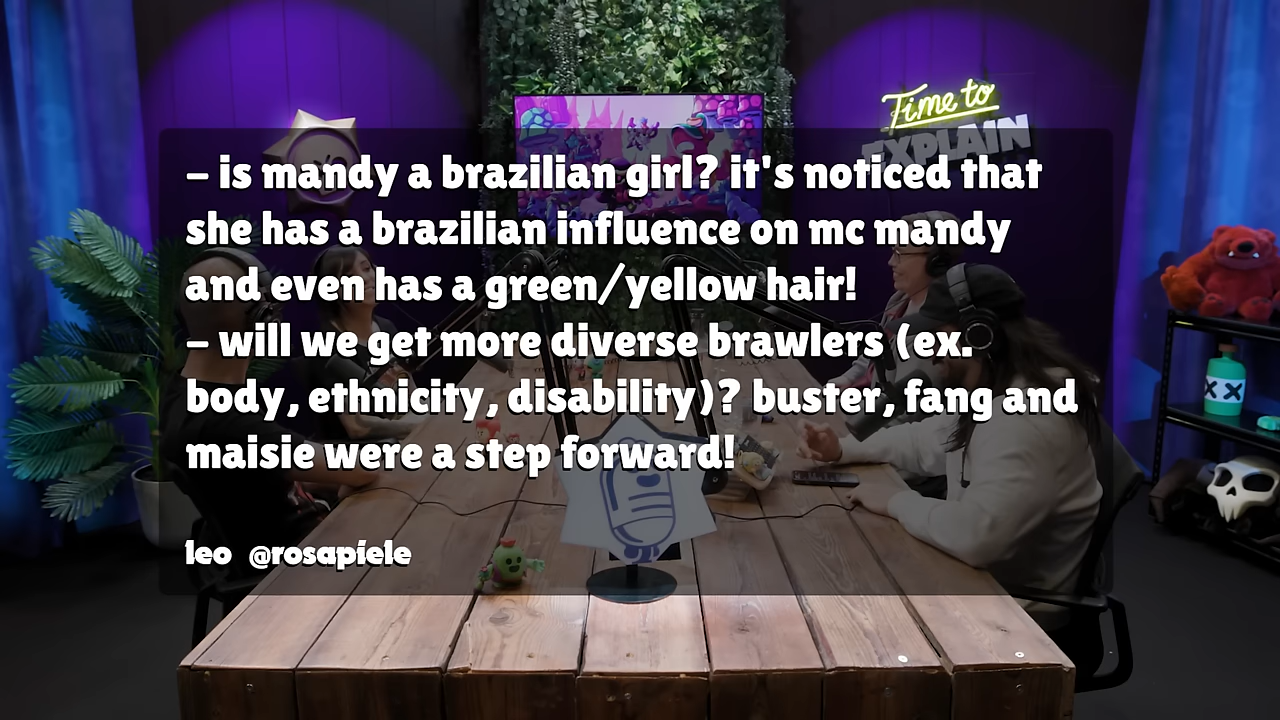 Time to
EXPLAIN
– is mandy a brazilian girl? it's noticed that
she has a brazilian influence on mc mandy
and even has a green/yellow hair!
– will we get more diverse brawlers (ex.
body, ethnicity, disability)? buster, fang and
maisie were a step forward!
leo @rosapiele